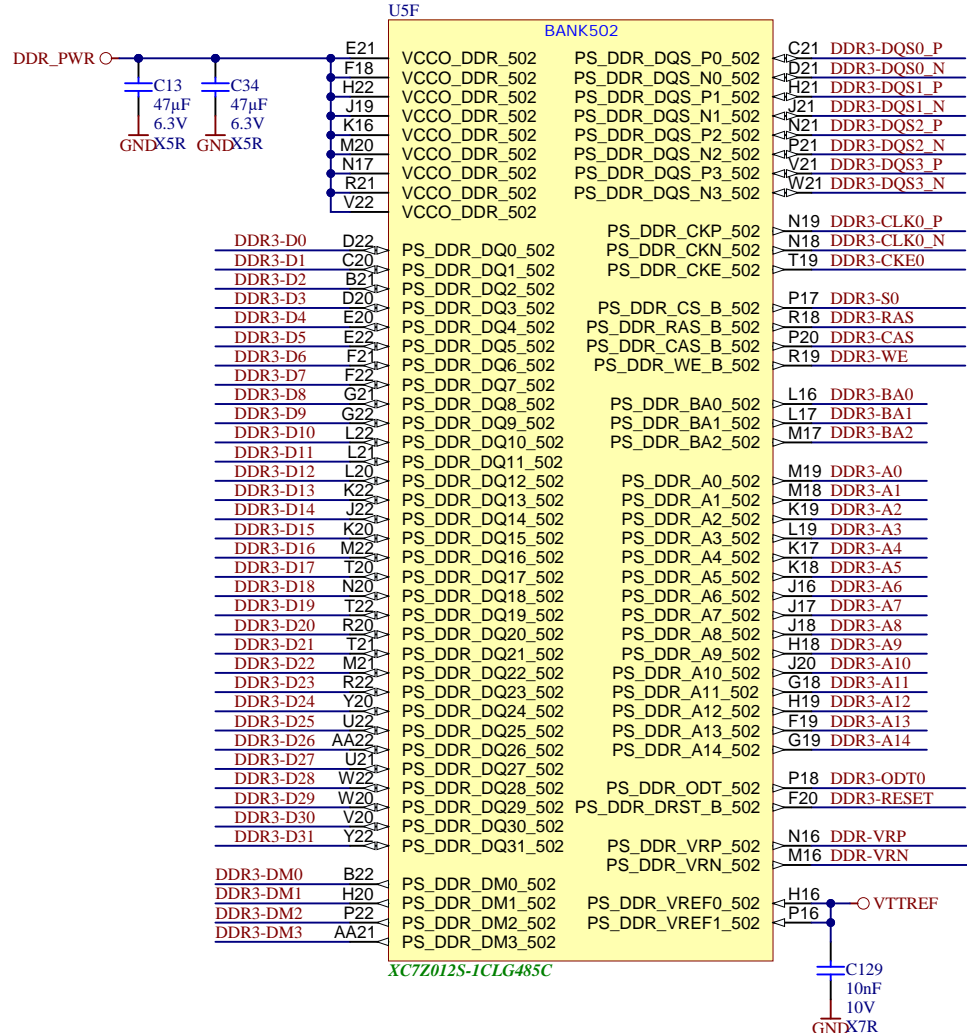 U5F
BANK502
DDR_PWR
C13
47µF
6.3V
X5R
GND
C34
47µF
6.3V
X5R
GND
E21 VCCO_DDR_502
F18 VCCO_DDR_502
H22 VCCO_DDR_502
J19 VCCO_DDR_502
K16 VCCO_DDR_502
M20 VCCO_DDR_502
N17 VCCO_DDR_502
R21 VCCO_DDR_502
V22 VCCO_DDR_502
DDR3-D0 D22 PS_DDR_DQ0_502
DDR3-D1 C20 PS_DDR_DQ1_502
DDR3-D2 B21 PS_DDR_DQ2_502
DDR3-D3 D20 PS_DDR_DQ3_502
DDR3-D4 E20 PS_DDR_DQ4_502
DDR3-D5 E22 PS_DDR_DQ5_502
DDR3-D6 F21 PS_DDR_DQ6_502
DDR3-D7 F22 PS_DDR_DQ7_502
DDR3-D8 G21 PS_DDR_DQ8_502
DDR3-D9 G22 PS_DDR_DQ9_502
DDR3-D10 L22 PS_DDR_DQ10_502
DDR3-D11 L21 PS_DDR_DQ11_502
DDR3-D12 L20 PS_DDR_DQ12_502
DDR3-D13 K22 PS_DDR_DQ13_502
DDR3-D14 J22 PS_DDR_DQ14_502
DDR3-D15 K20 PS_DDR_DQ15_502
DDR3-D16 M22 PS_DDR_DQ16_502
DDR3-D17 T20 PS_DDR_DQ17_502
DDR3-D18 N20 PS_DDR_DQ18_502
DDR3-D19 T22 PS_DDR_DQ19_502
DDR3-D20 R20 PS_DDR_DQ20_502
DDR3-D21 T21 PS_DDR_DQ21_502
DDR3-D22 M21 PS_DDR_DQ22_502
DDR3-D23 R22 PS_DDR_DQ23_502
DDR3-D24 Y20 PS_DDR_DQ24_502
DDR3-D25 U22 PS_DDR_DQ25_502
DDR3-D26 AA22 PS_DDR_DQ26_502
DDR3-D27 U21 PS_DDR_DQ27_502
DDR3-D28 W22 PS_DDR_DQ28_502
DDR3-D29 W20 PS_DDR_DQ29_502
DDR3-D30 V20 PS_DDR_DQ30_502
DDR3-D31 Y22 PS_DDR_DQ31_502
DDR3-DM0 B22 PS_DDR_DM0_502
DDR3-DM1 H20 PS_DDR_DM1_502
DDR3-DM2 P22 PS_DDR_DM2_502
DDR3-DM3 AA21 PS_DDR_DM3_502
PS_DDR_DQS_P0_502 C21 DDR3-DQS0_P
PS_DDR_DQS_N0_502 D21 DDR3-DQS0_N
PS_DDR_DQS_P1_502 H21 DDR3-DQS1_P
PS_DDR_DQS_N1_502 J21 DDR3-DQS1_N
PS_DDR_DQS_P2_502 N21 DDR3-DQS2_P
PS_DDR_DQS_N2_502 P21 DDR3-DQS2_N
PS_DDR_DQS_P3_502 V21 DDR3-DQS3_P
PS_DDR_DQS_N3_502 W21 DDR3-DQS3_N
PS_DDR_CKP_502 N19 DDR3-CLK0_P
PS_DDR_CKN_502 N18 DDR3-CLK0_N
PS_DDR_CKE_502 T19 DDR3-CKE0
PS_DDR_CS_B_502 P17 DDR3-S0
PS_DDR_RAS_B_502 R18 DDR3-RAS
PS_DDR_CAS_B_502 P20 DDR3-CAS
PS_DDR_WE_B_502 R19 DDR3-WE
PS_DDR_BA0_502 L16 DDR3-BA0
PS_DDR_BA1_502 L17 DDR3-BA1
PS_DDR_BA2_502 M17 DDR3-BA2
PS_DDR_A0_502 M19 DDR3-A0
PS_DDR_A1_502 M18 DDR3-A1
PS_DDR_A2_502 K19 DDR3-A2
PS_DDR_A3_502 L19 DDR3-A3
PS_DDR_A4_502 K17 DDR3-A4
PS_DDR_A5_502 K18 DDR3-A5
PS_DDR_A6_502 J16 DDR3-A6
PS_DDR_A7_502 J17 DDR3-A7
PS_DDR_A8_502 J18 DDR3-A8
PS_DDR_A9_502 H18 DDR3-A9
PS_DDR_A10_502 J20 DDR3-A10
PS_DDR_A11_502 G18 DDR3-A11
PS_DDR_A12_502 H19 DDR3-A12
PS_DDR_A13_502 F19 DDR3-A13
PS_DDR_A14_502 G19 DDR3-A14
PS_DDR_ODT_502 P18 DDR3-ODT0
PS_DDR_DRST_B_502 F20 DDR3-RESET
PS_DDR_VRP_502 N16 DDR-VRP
PS_DDR_VRN_502 M16 DDR-VRN
PS_DDR_VREF0_502 H16 VTTREF
PS_DDR_VREF1_502 P16
C129
10nF
10V
X7R
GND
XC7Z012S-1CLG485C